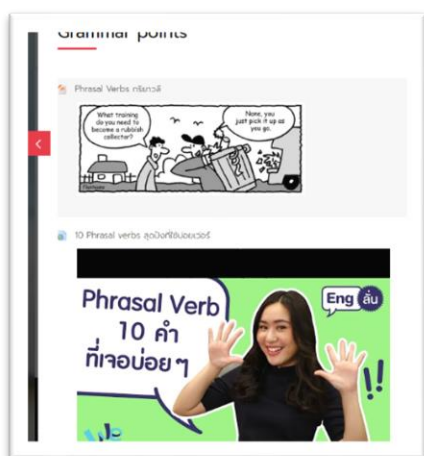 Grammar points
Phrasal Verbs กริยาวลี
What training
do you need to
become a rubbish
collector?
None, you
just pick it up as
you go.
10 Phrasal verbs สุดปังที่ใช้บ่อยเว่อร์
Phrasal Verb
10 คำ
ที่เจอบ่อย ๆ
Eng ลั่น
!!
We